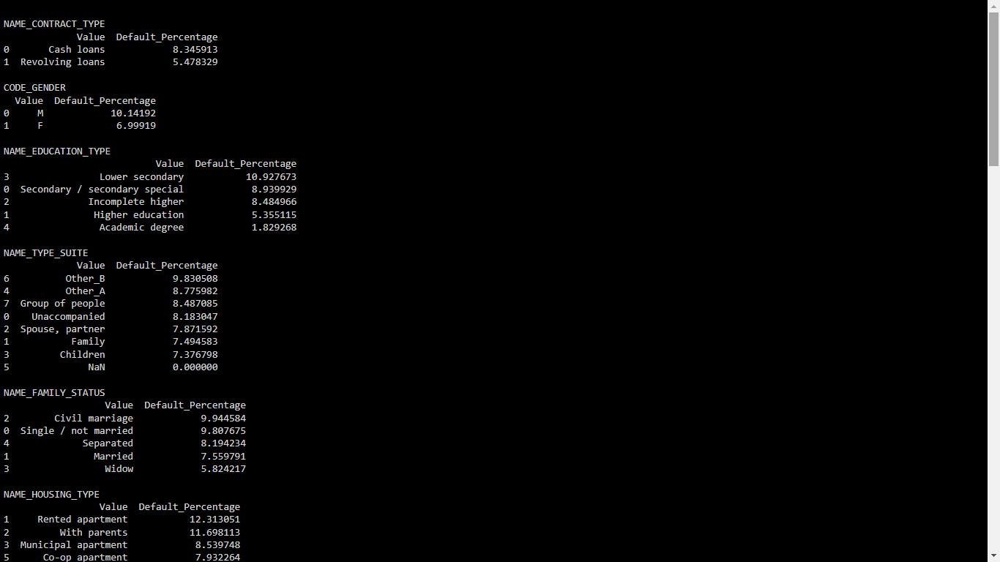 NAME_CONTRACT_TYPE
Value Default_Percentage
0 Cash loans 8.345913
1 Revolving loans 5.478329
CODE_GENDER
Value Default_Percentage
0 M 10.14192
1 F 6.99919
NAME_EDUCATION_TYPE
Value Default_Percentage
3 Lower secondary 10.927673
0 Secondary / secondary special 8.939929
2 Incomplete higher 8.484966
1 Higher education 5.355115
4 Academic degree 1.829268
NAME_TYPE_SUITE
Value Default_Percentage
6 Other_B 9.830508
4 Other_A 8.775982
7 Group of people 8.487085
0 Unaccompanied 8.183047
2 Spouse, partner 7.871592
1 Family 7.494583
3 Children 7.376798
5 NaN 0.000000
NAME_FAMILY_STATUS
Value Default_Percentage
2 Civil marriage 9.944584
0 Single / not married 9.807675
4 Separated 8.194234
1 Married 7.559791
3 Widow 5.824217
NAME_HOUSING_TYPE
Value Default_Percentage
1 Rented apartment 12.313051
2 With parents 11.698113
3 Municipal apartment 8.539748
5 Co-op apartment 7.932264